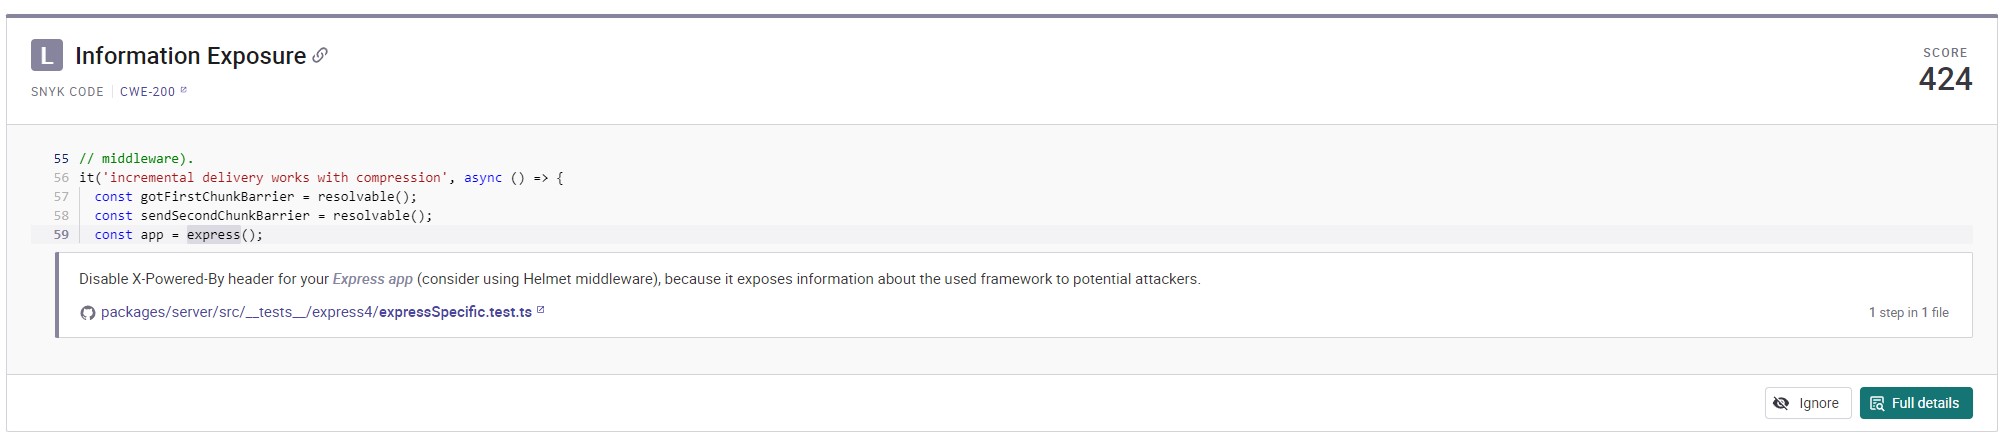 L Information Exposure
SCORE
424
SNYK CODE | CWE-200
55 // middleware).
56 it('incremental delivery works with compression', async () => {
57 const gotFirstChunkBarrier = resolvable();
58 const sendSecondChunkBarrier = resolvable();
59 const app = express();
Disable X-Powered-By header for your Express app (consider using Helmet middleware), because it exposes information about the used framework to potential attackers.
packages/server/src/__tests__/express4/expressSpecific.test.ts
1 step in 1 file
Ignore
Full details